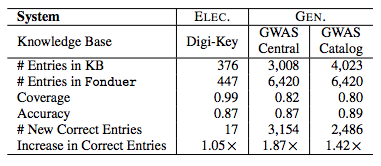 System ELEC. GEN.
Knowledge Base Digi-Key GWAS Central GWAS Catalog
# Entries in KB 376 3,008 4,023
# Entries in Fonduer 447 6,420 6,420
Coverage 0.99 0.82 0.80
Accuracy 0.87 0.87 0.89
# New Correct Entries 17 3,154 2,486
Increase in Correct Entries 1.05× 1.87× 1.42×